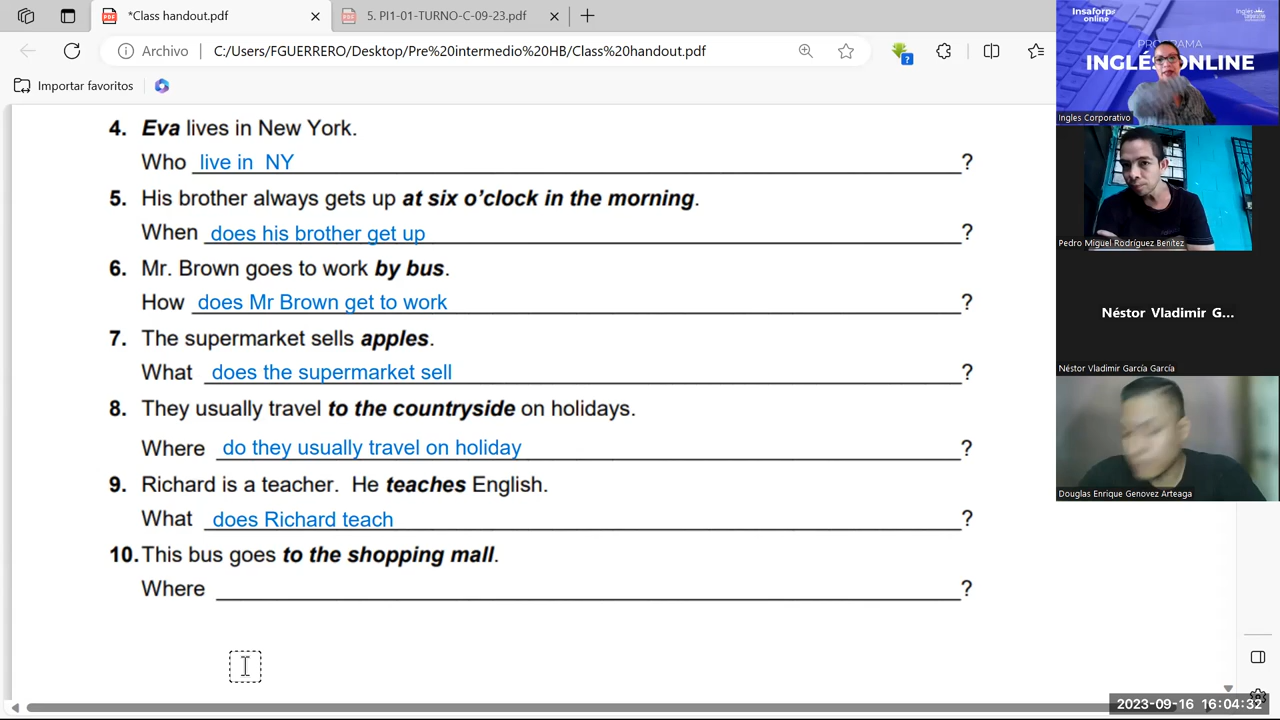 *Class handout.pdf
5. PI1-01-TURNO-C-09-23.pdf
Archivo
C:/Users/FGUERRERO/Desktop/Pre%20intermedio%20HB/Class%20handout.pdf
Importar favoritos
4. Eva lives in New York.
Who live in NY ?
5. His brother always gets up at six o'clock in the morning.
When does his brother get up ?
6. Mr. Brown goes to work by bus.
How does Mr Brown get to work ?
7. The supermarket sells apples.
What does the supermarket sell ?
8. They usually travel to the countryside on holidays.
Where do they usually travel on holiday ?
9. Richard is a teacher. He teaches English.
What does Richard teach ?
10. This bus goes to the shopping mall.
Where ?
Insaforp
online
PROGRAMA
INGLÉS ONLINE
Ingles Corporativo
Pedro Miguel Rodríguez Benítez
Néstor Vladimir G...
Néstor Vladimir García García
Douglas Enrique Genovez Arteaga
2023-09-16 16:04:32